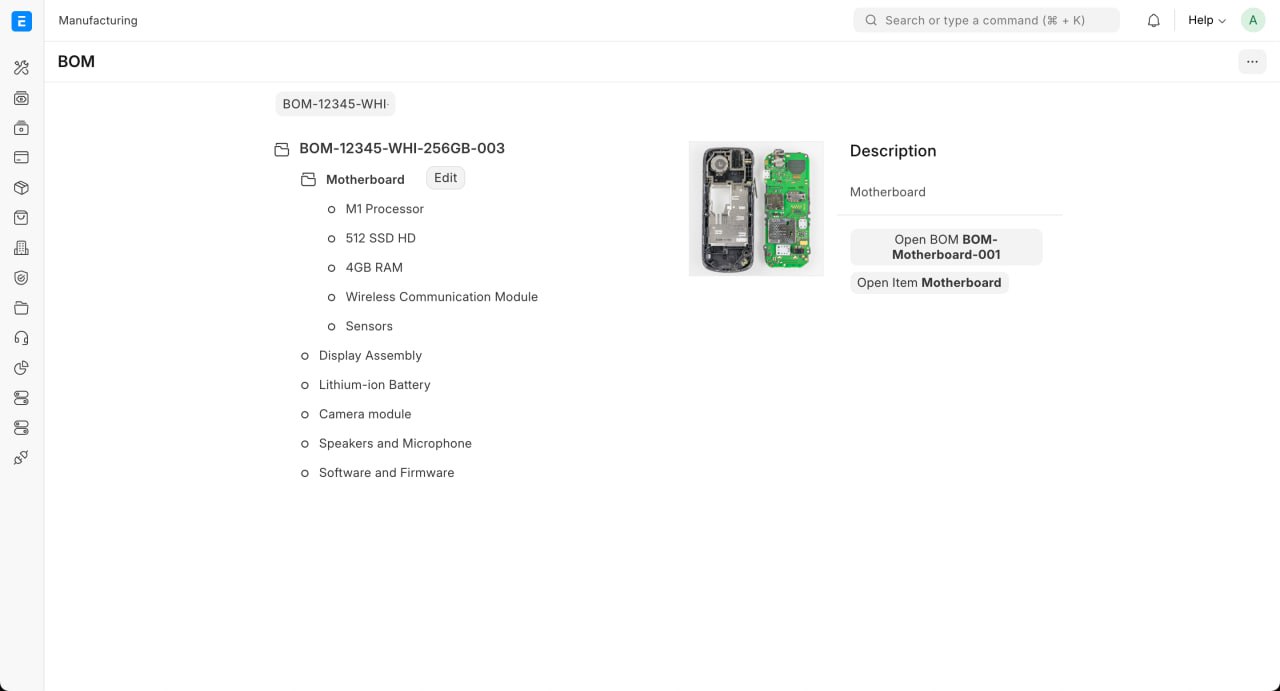 Manufacturing
Search or type a command (⌘ + K)
Help
A
BOM
BOM-12345-WHI-
BOM-12345-WHI-256GB-003
Motherboard
Edit
M1 Processor
512 SSD HD
4GB RAM
Wireless Communication Module
Sensors
Display Assembly
Lithium-ion Battery
Camera module
Speakers and Microphone
Software and Firmware
Description
Motherboard
Open BOM BOM-
Motherboard-001
Open Item Motherboard